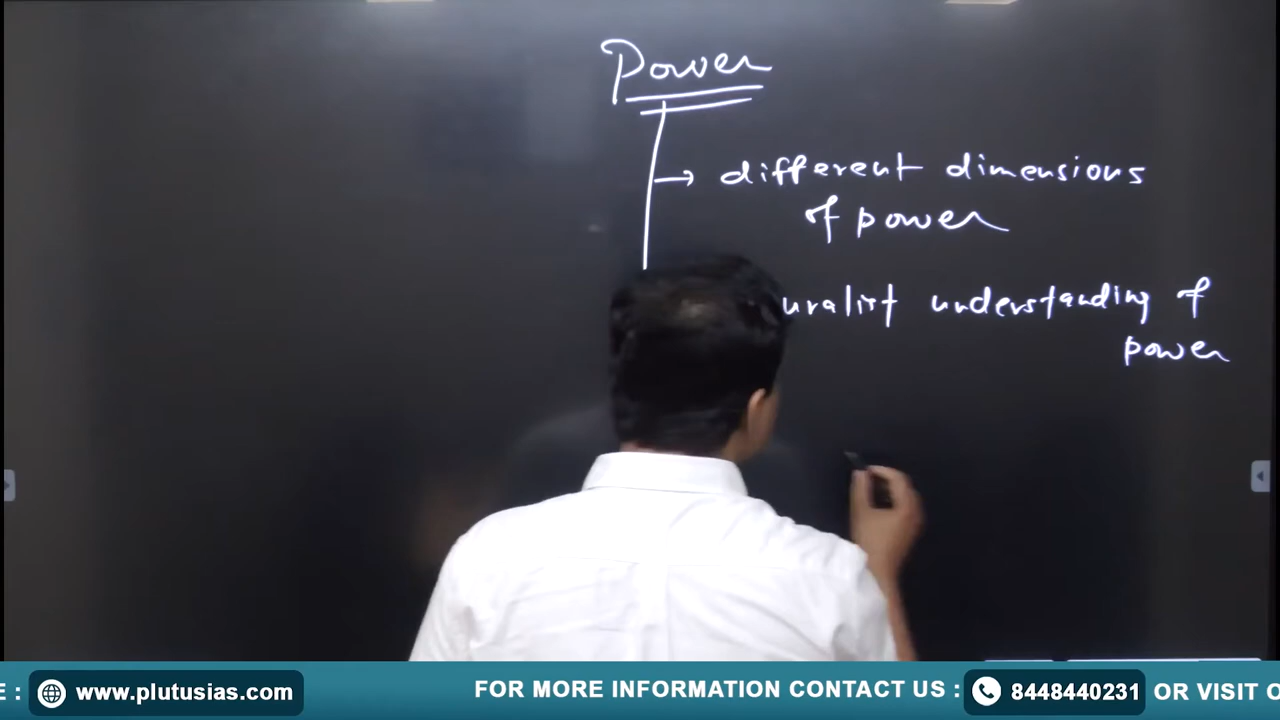 Power
→ different dimensions
of power
uralist understanding of
power
E : www.plutusias.com FOR MORE INFORMATION CONTACT US : 8448440231 OR VISIT O